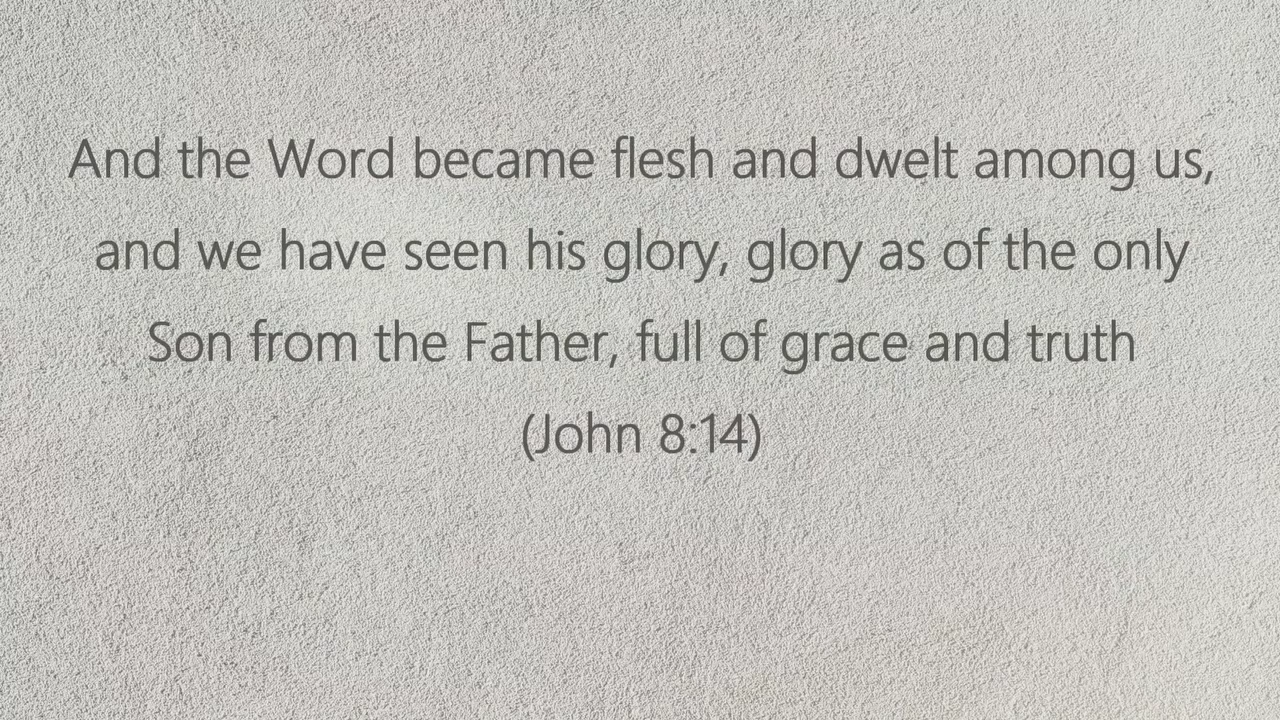 And the Word became flesh and dwelt among us,
and we have seen his glory, glory as of the only
Son from the Father, full of grace and truth
(John 8:14)